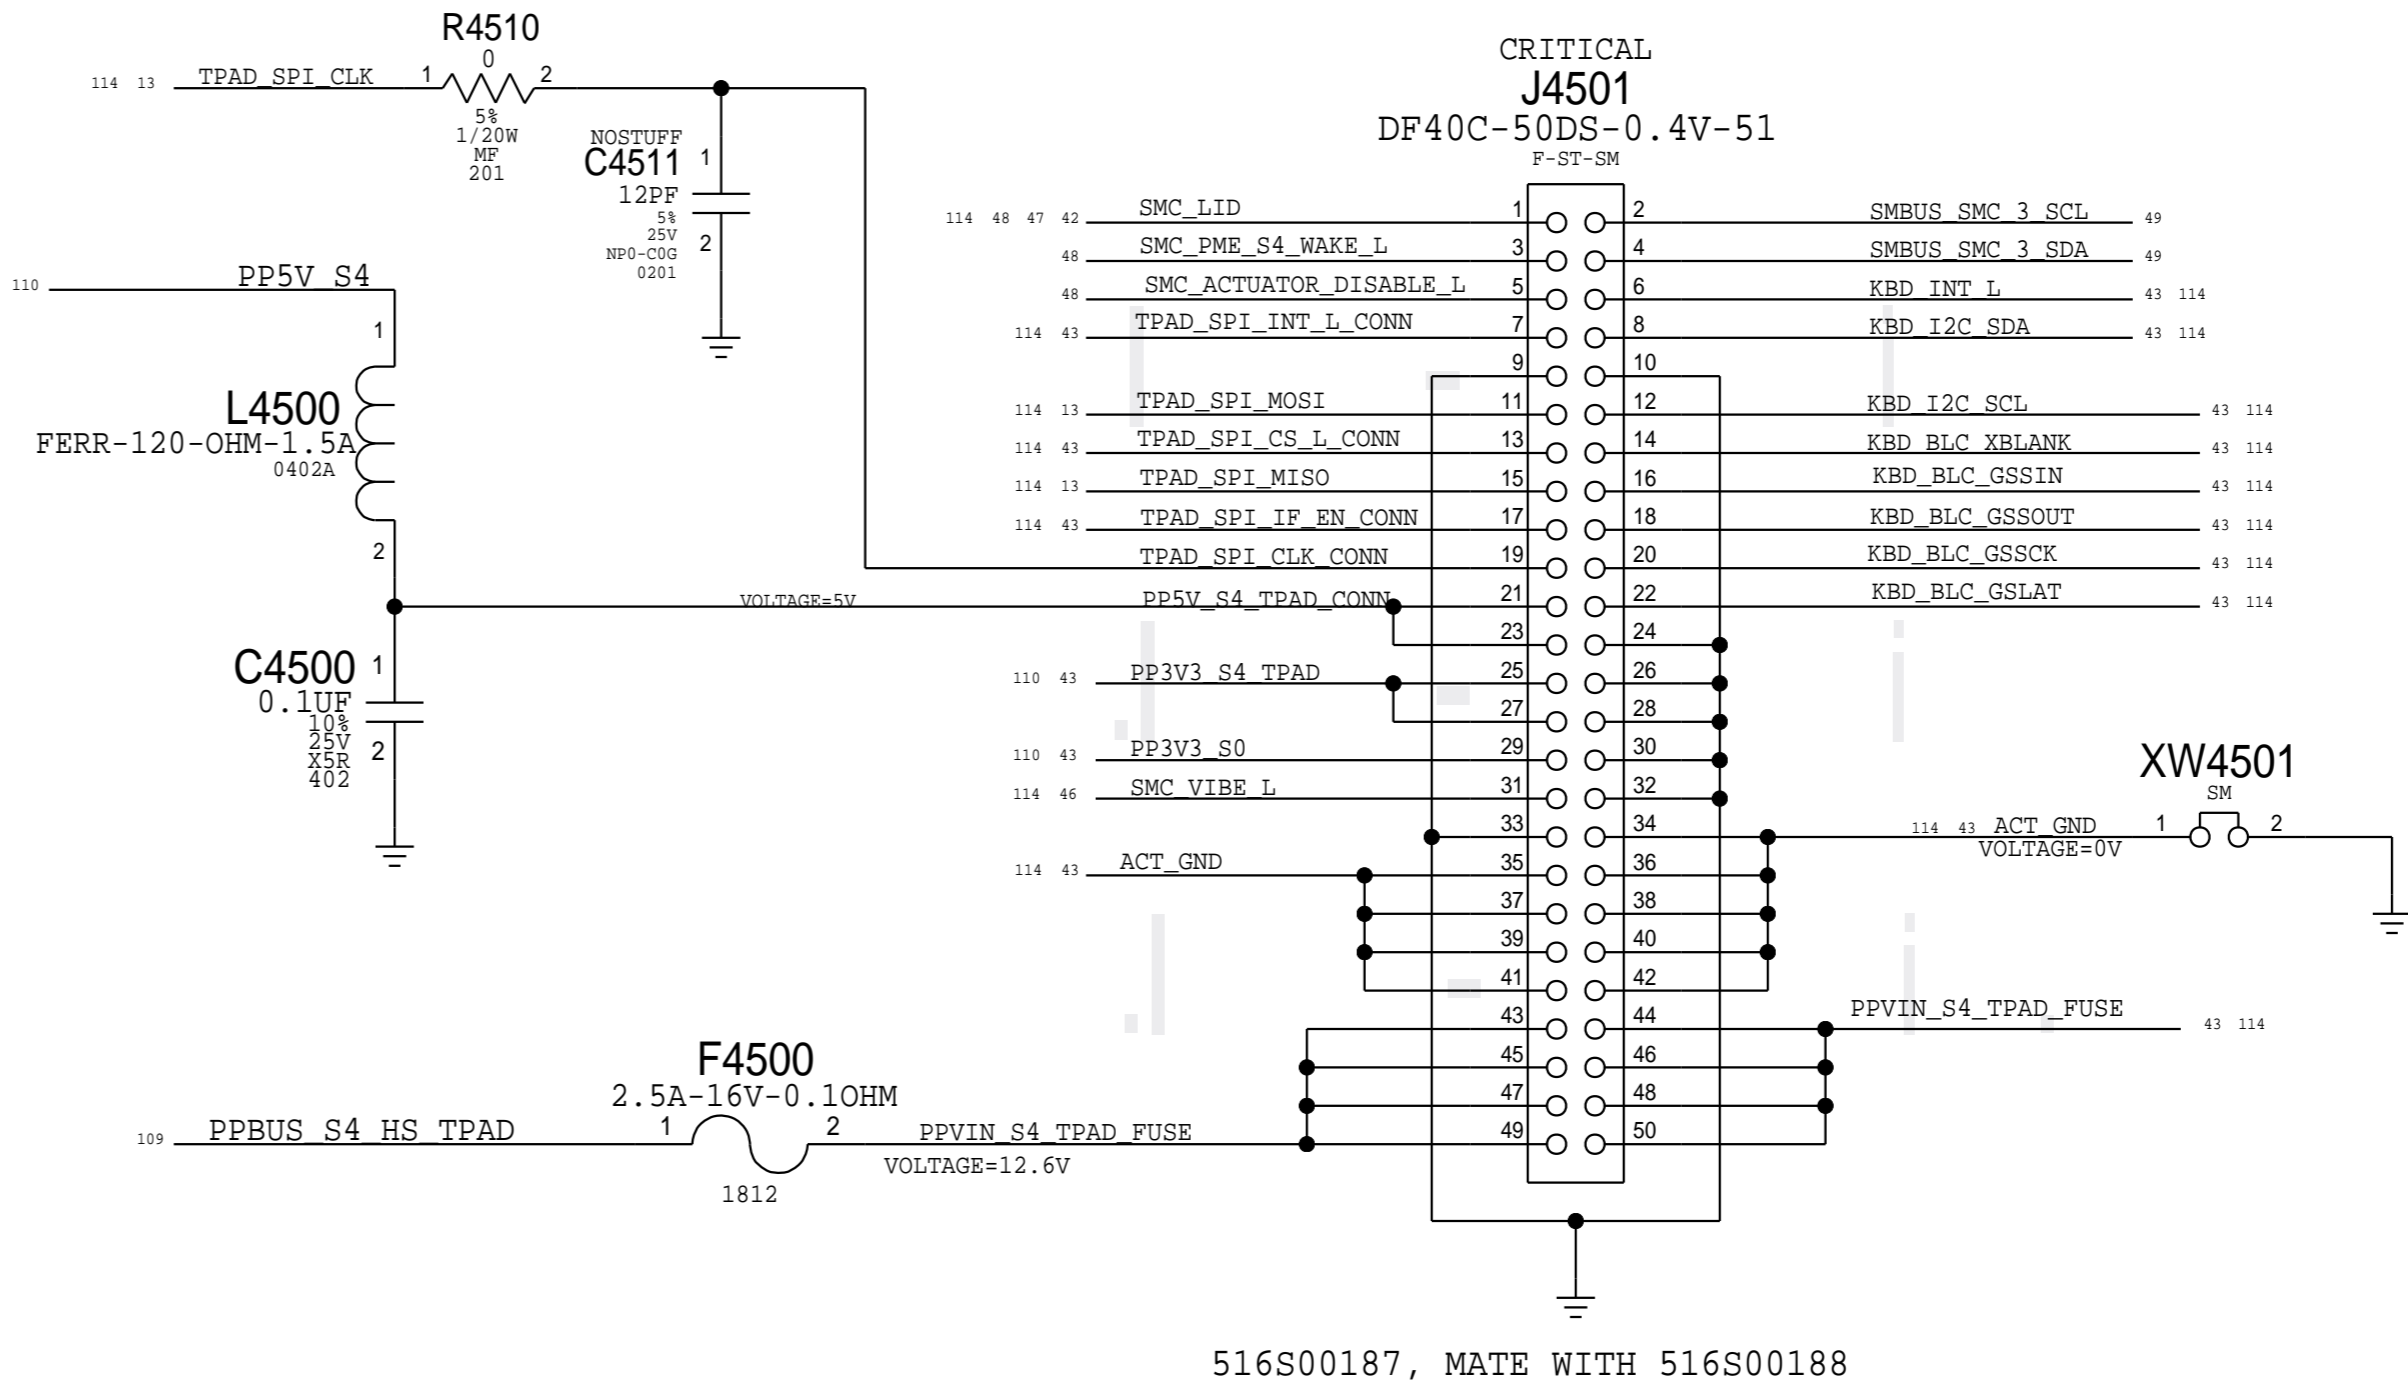 R4510
0
114 13 TPAD_SPI_CLK 1 2
5%
1/20W
MF
201
NOSTUFF
C4511 1
12PF
5%
25V 2
NP0-C0G
0201
110 PP5V_S4
1
L4500
FERR-120-OHM-1.5A
0402A
2
VOLTAGE=5V
C4500 1
0.1UF
10%
25V 2
X5R
402
F4500
2.5A-16V-0.1OHM
109 PPBUS_S4_HS_TPAD 1 2 PPVIN_S4_TPAD_FUSE
VOLTAGE=12.6V
1812
CRITICAL
J4501
DF40C-50DS-0.4V-51
F-ST-SM
114 48 47 42 SMC_LID 1 2 SMBUS_SMC_3_SCL 49
48 SMC_PME_S4_WAKE_L 3 4 SMBUS_SMC_3_SDA 49
48 SMC_ACTUATOR_DISABLE_L 5 6 KBD_INT_L 43 114
114 43 TPAD_SPI_INT_L_CONN 7 8 KBD_I2C_SDA 43 114
9 10
114 13 TPAD_SPI_MOSI 11 12 KBD_I2C_SCL 43 114
114 43 TPAD_SPI_CS_L_CONN 13 14 KBD_BLC_XBLANK 43 114
114 13 TPAD_SPI_MISO 15 16 KBD_BLC_GSSIN 43 114
114 43 TPAD_SPI_IF_EN_CONN 17 18 KBD_BLC_GSSOUT 43 114
TPAD_SPI_CLK_CONN 19 20 KBD_BLC_GSSCK 43 114
PP5V_S4_TPAD_CONN 21 22 KBD_BLC_GSLAT 43 114
23 24
110 43 PP3V3_S4_TPAD 25 26
27 28
110 43 PP3V3_S0 29 30
114 46 SMC_VIBE_L 31 32
33 34 114 43 ACT_GND 1 2
VOLTAGE=0V
XW4501
SM
114 43 ACT_GND 35 36
37 38
39 40
41 42
43 44 PPVIN_S4_TPAD_FUSE 43 114
45 46
47 48
49 50
516S00187, MATE WITH 516S00188